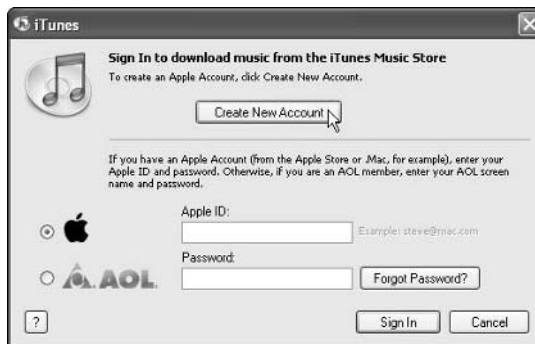 iTunes
Sign In to download music from the iTunes Music Store
To create an Apple Account, click Create New Account.
Create New Account
If you have an Apple Account (from the Apple Store or .Mac, for example), enter your
Apple ID and password. Otherwise, if you are an AOL member, enter your AOL screen
name and password.
Apple ID:
Example: steve@mac.com
Password:
AOL
Forgot Password?
?
Sign In
Cancel